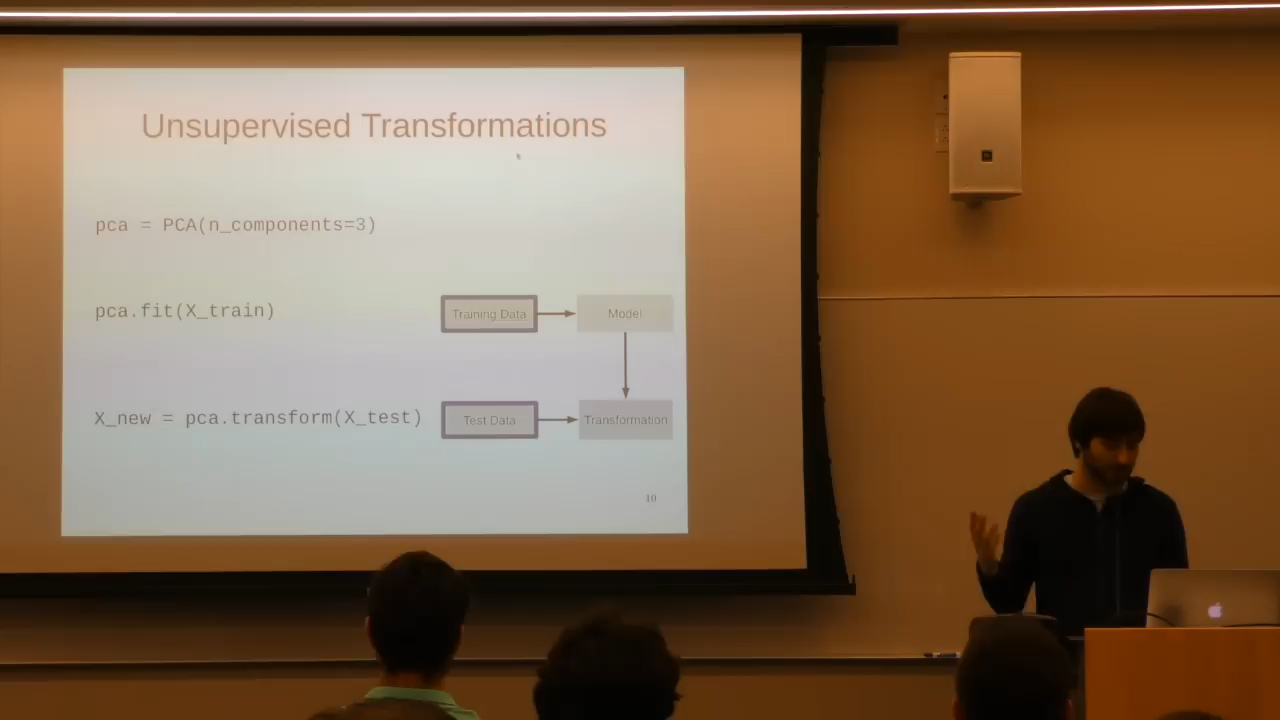 Unsupervised Transformations
pca = PCA(n_components=3)
pca.fit(X_train)
Training Data
Model
X_new = pca.transform(X_test)
Test Data
Transformation
10